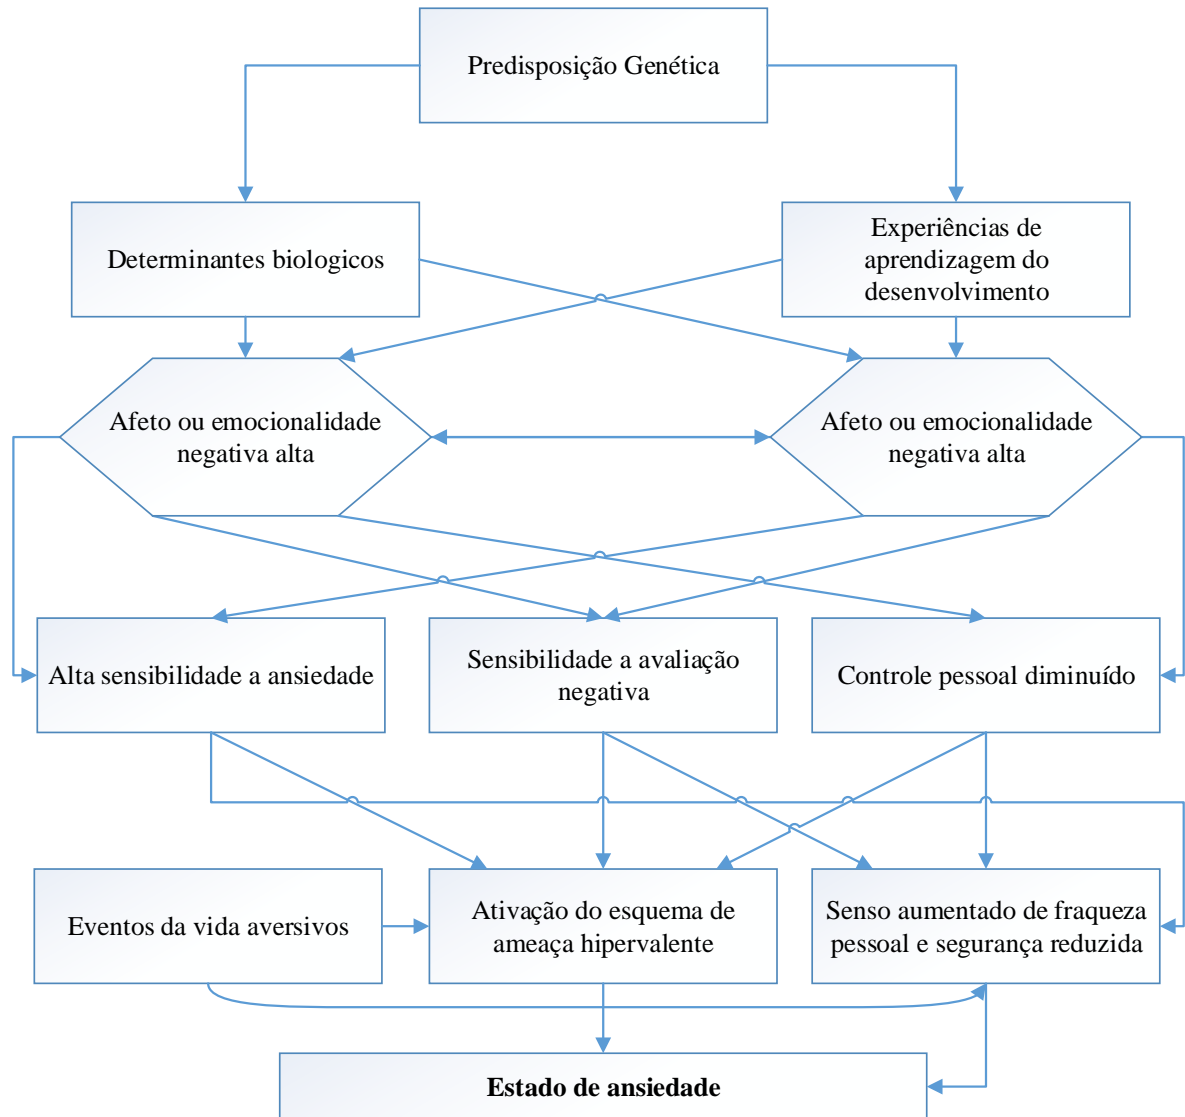 Predisposição Genética
Determinantes biologicos
Experiências de
aprendizagem do
desenvolvimento
Afeto ou emocionalidade
negativa alta
Afeto ou emocionalidade
negativa alta
Alta sensibilidade a ansiedade
Sensibilidade a avaliação
negativa
Controle pessoal diminuído
Eventos da vida aversivos
Ativação do esquema de
ameaça hipervalente
Senso aumentado de fraqueza
pessoal e segurança reduzida
Estado de ansiedade